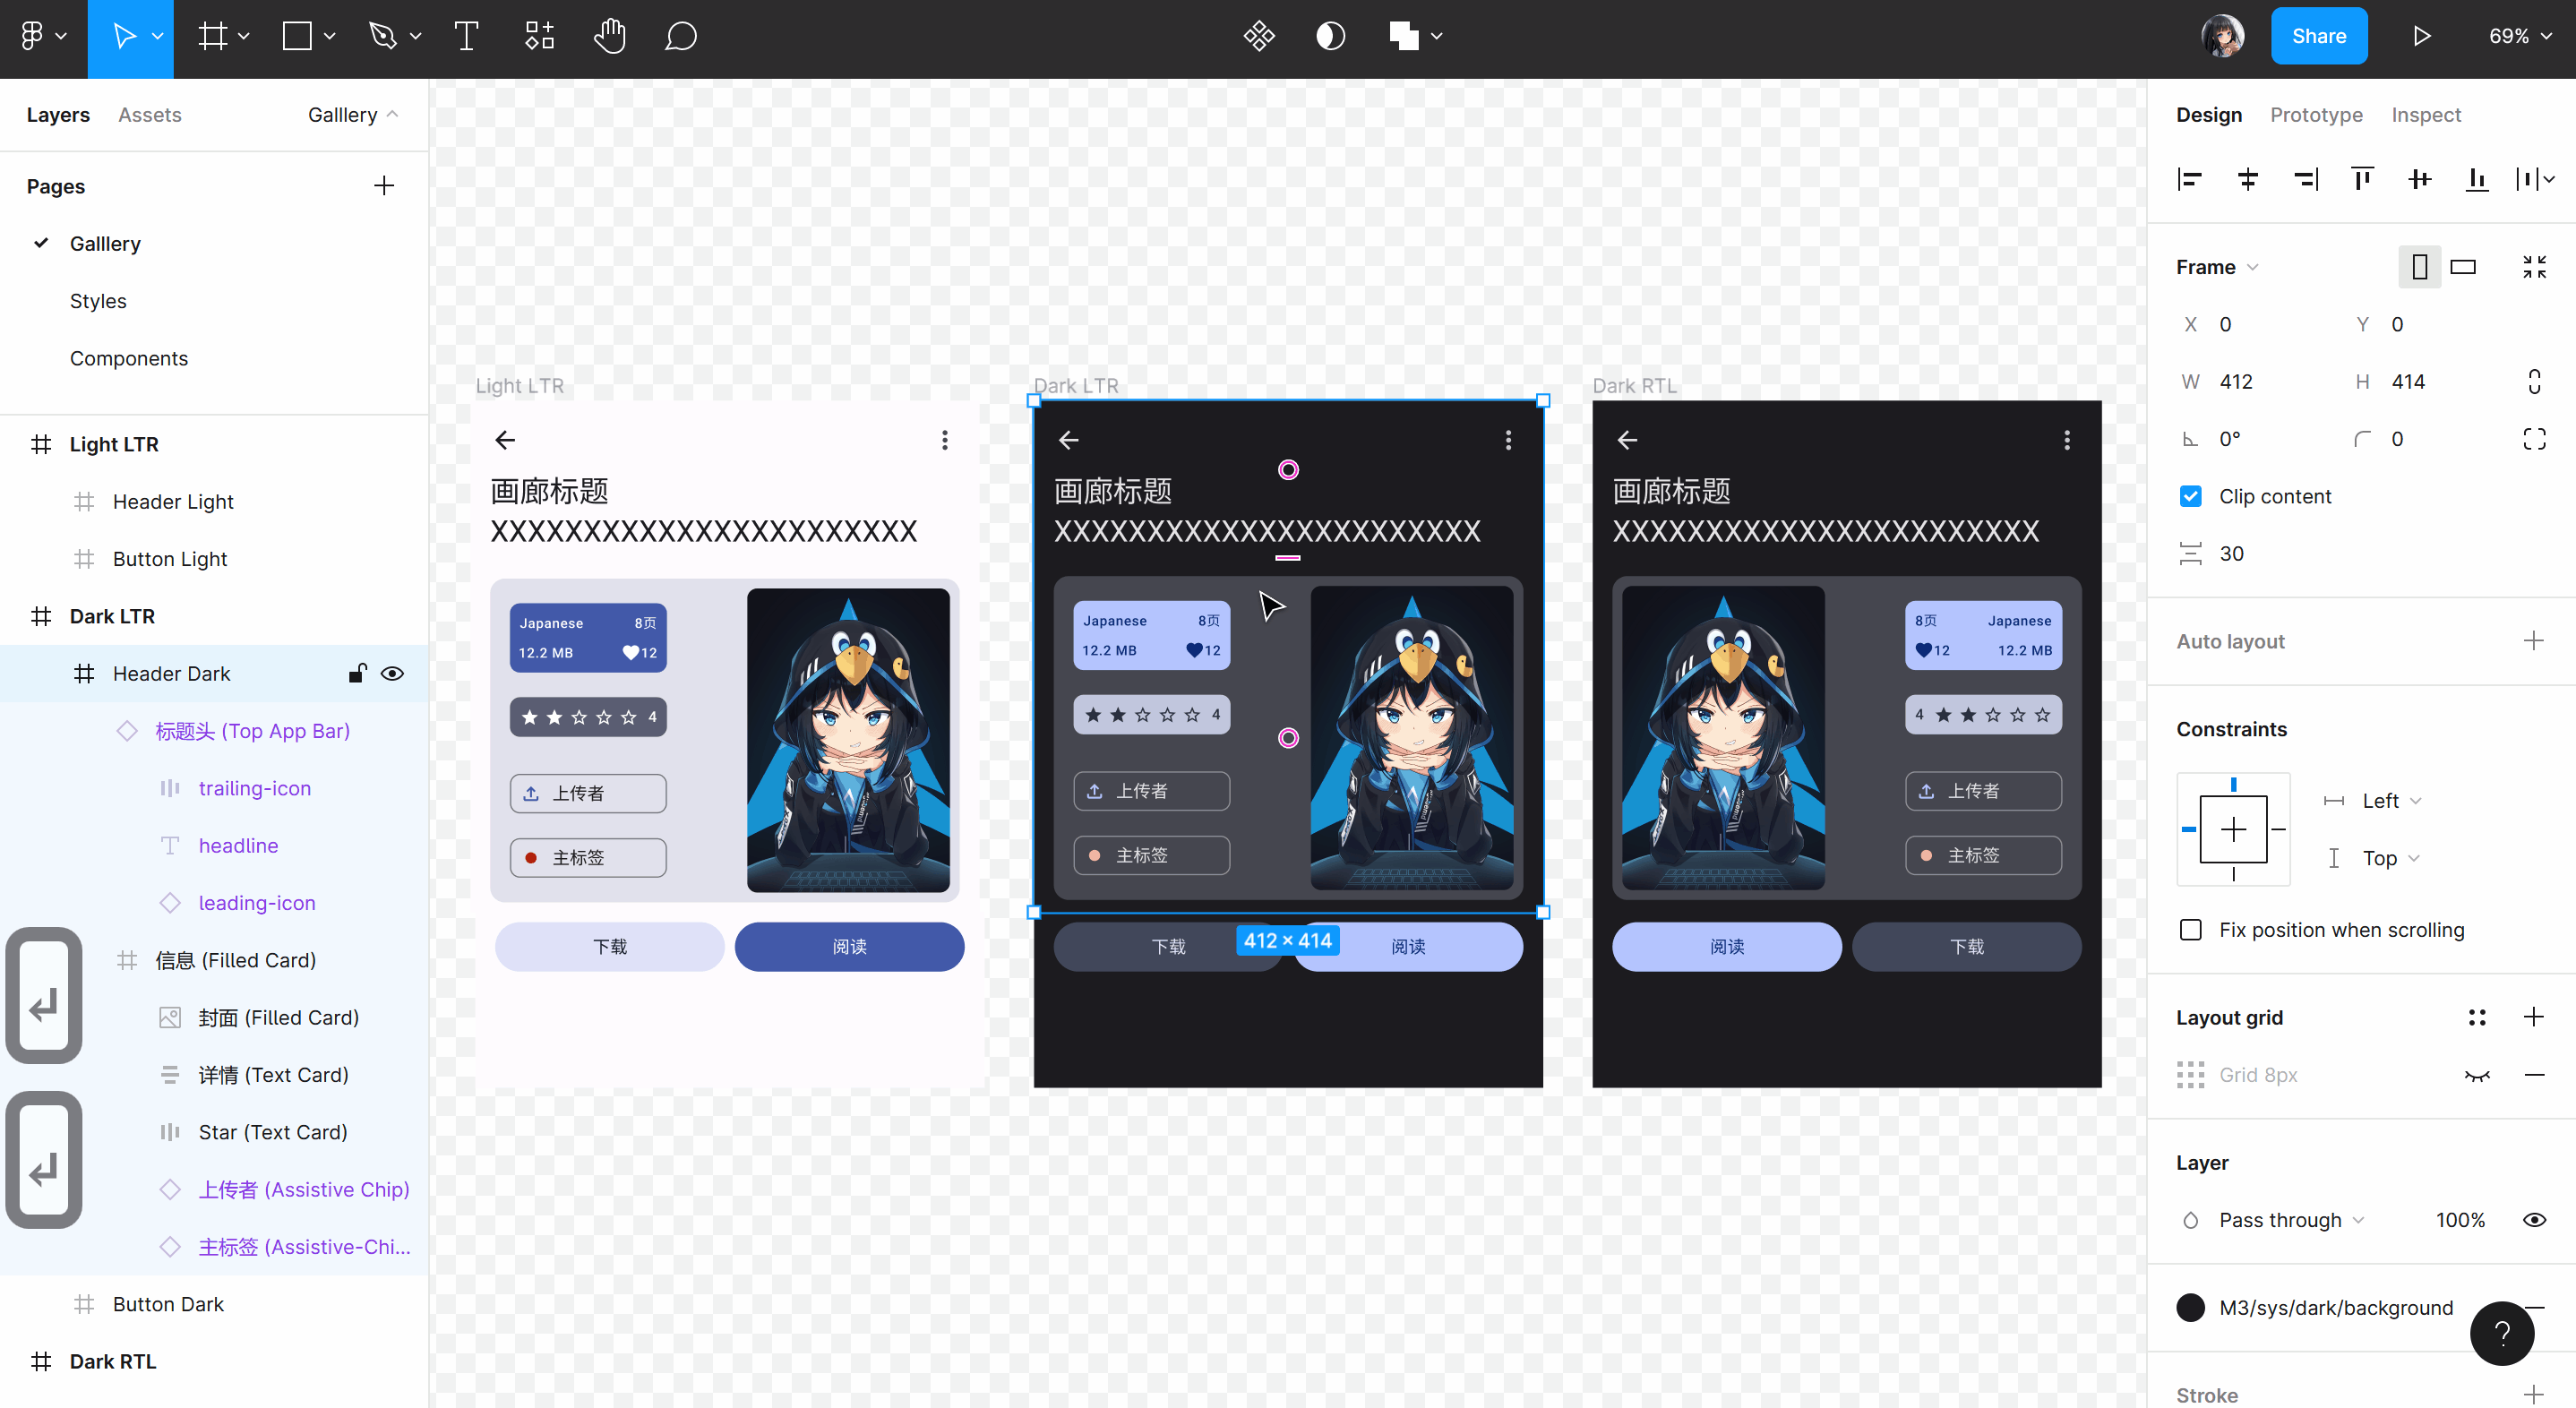 Share
69%
Layers
Assets
Galllery
Pages
Galllery
Styles
Components
Light LTR
Header Light
Button Light
Dark LTR
Header Dark
标题头 (Top App Bar)
trailing-icon
headline
leading-icon
信息 (Filled Card)
封面 (Filled Card)
详情 (Text Card)
Star (Text Card)
上传者 (Assistive Chip)
主标签 (Assistive-Chi...
Button Dark
Dark RTL
Light LTR
画廊标题
XXXXXXXXXXXXXXXXXXXXXXX
Japanese 8页
12.2 MB 12
4
上传者
主标签
下载 阅读
Dark LTR
画廊标题
XXXXXXXXXXXXXXXXXXXXXXX
Japanese 8页
12.2 MB 12
4
上传者
主标签
下载 阅读
412 × 414
Dark RTL
画廊标题
XXXXXXXXXXXXXXXXXXXXXXX
8页 Japanese
12 12.2 MB
4
上传者
主标签
阅读 下载
Design
Prototype
Inspect
Frame
X 0 Y 0
W 412 H 414
0° 0
Clip content
30
Auto layout
Constraints
Left
Top
Fix position when scrolling
Layout grid
Grid 8px
Layer
Pass through 100%
M3/sys/dark/background
?
Stroke